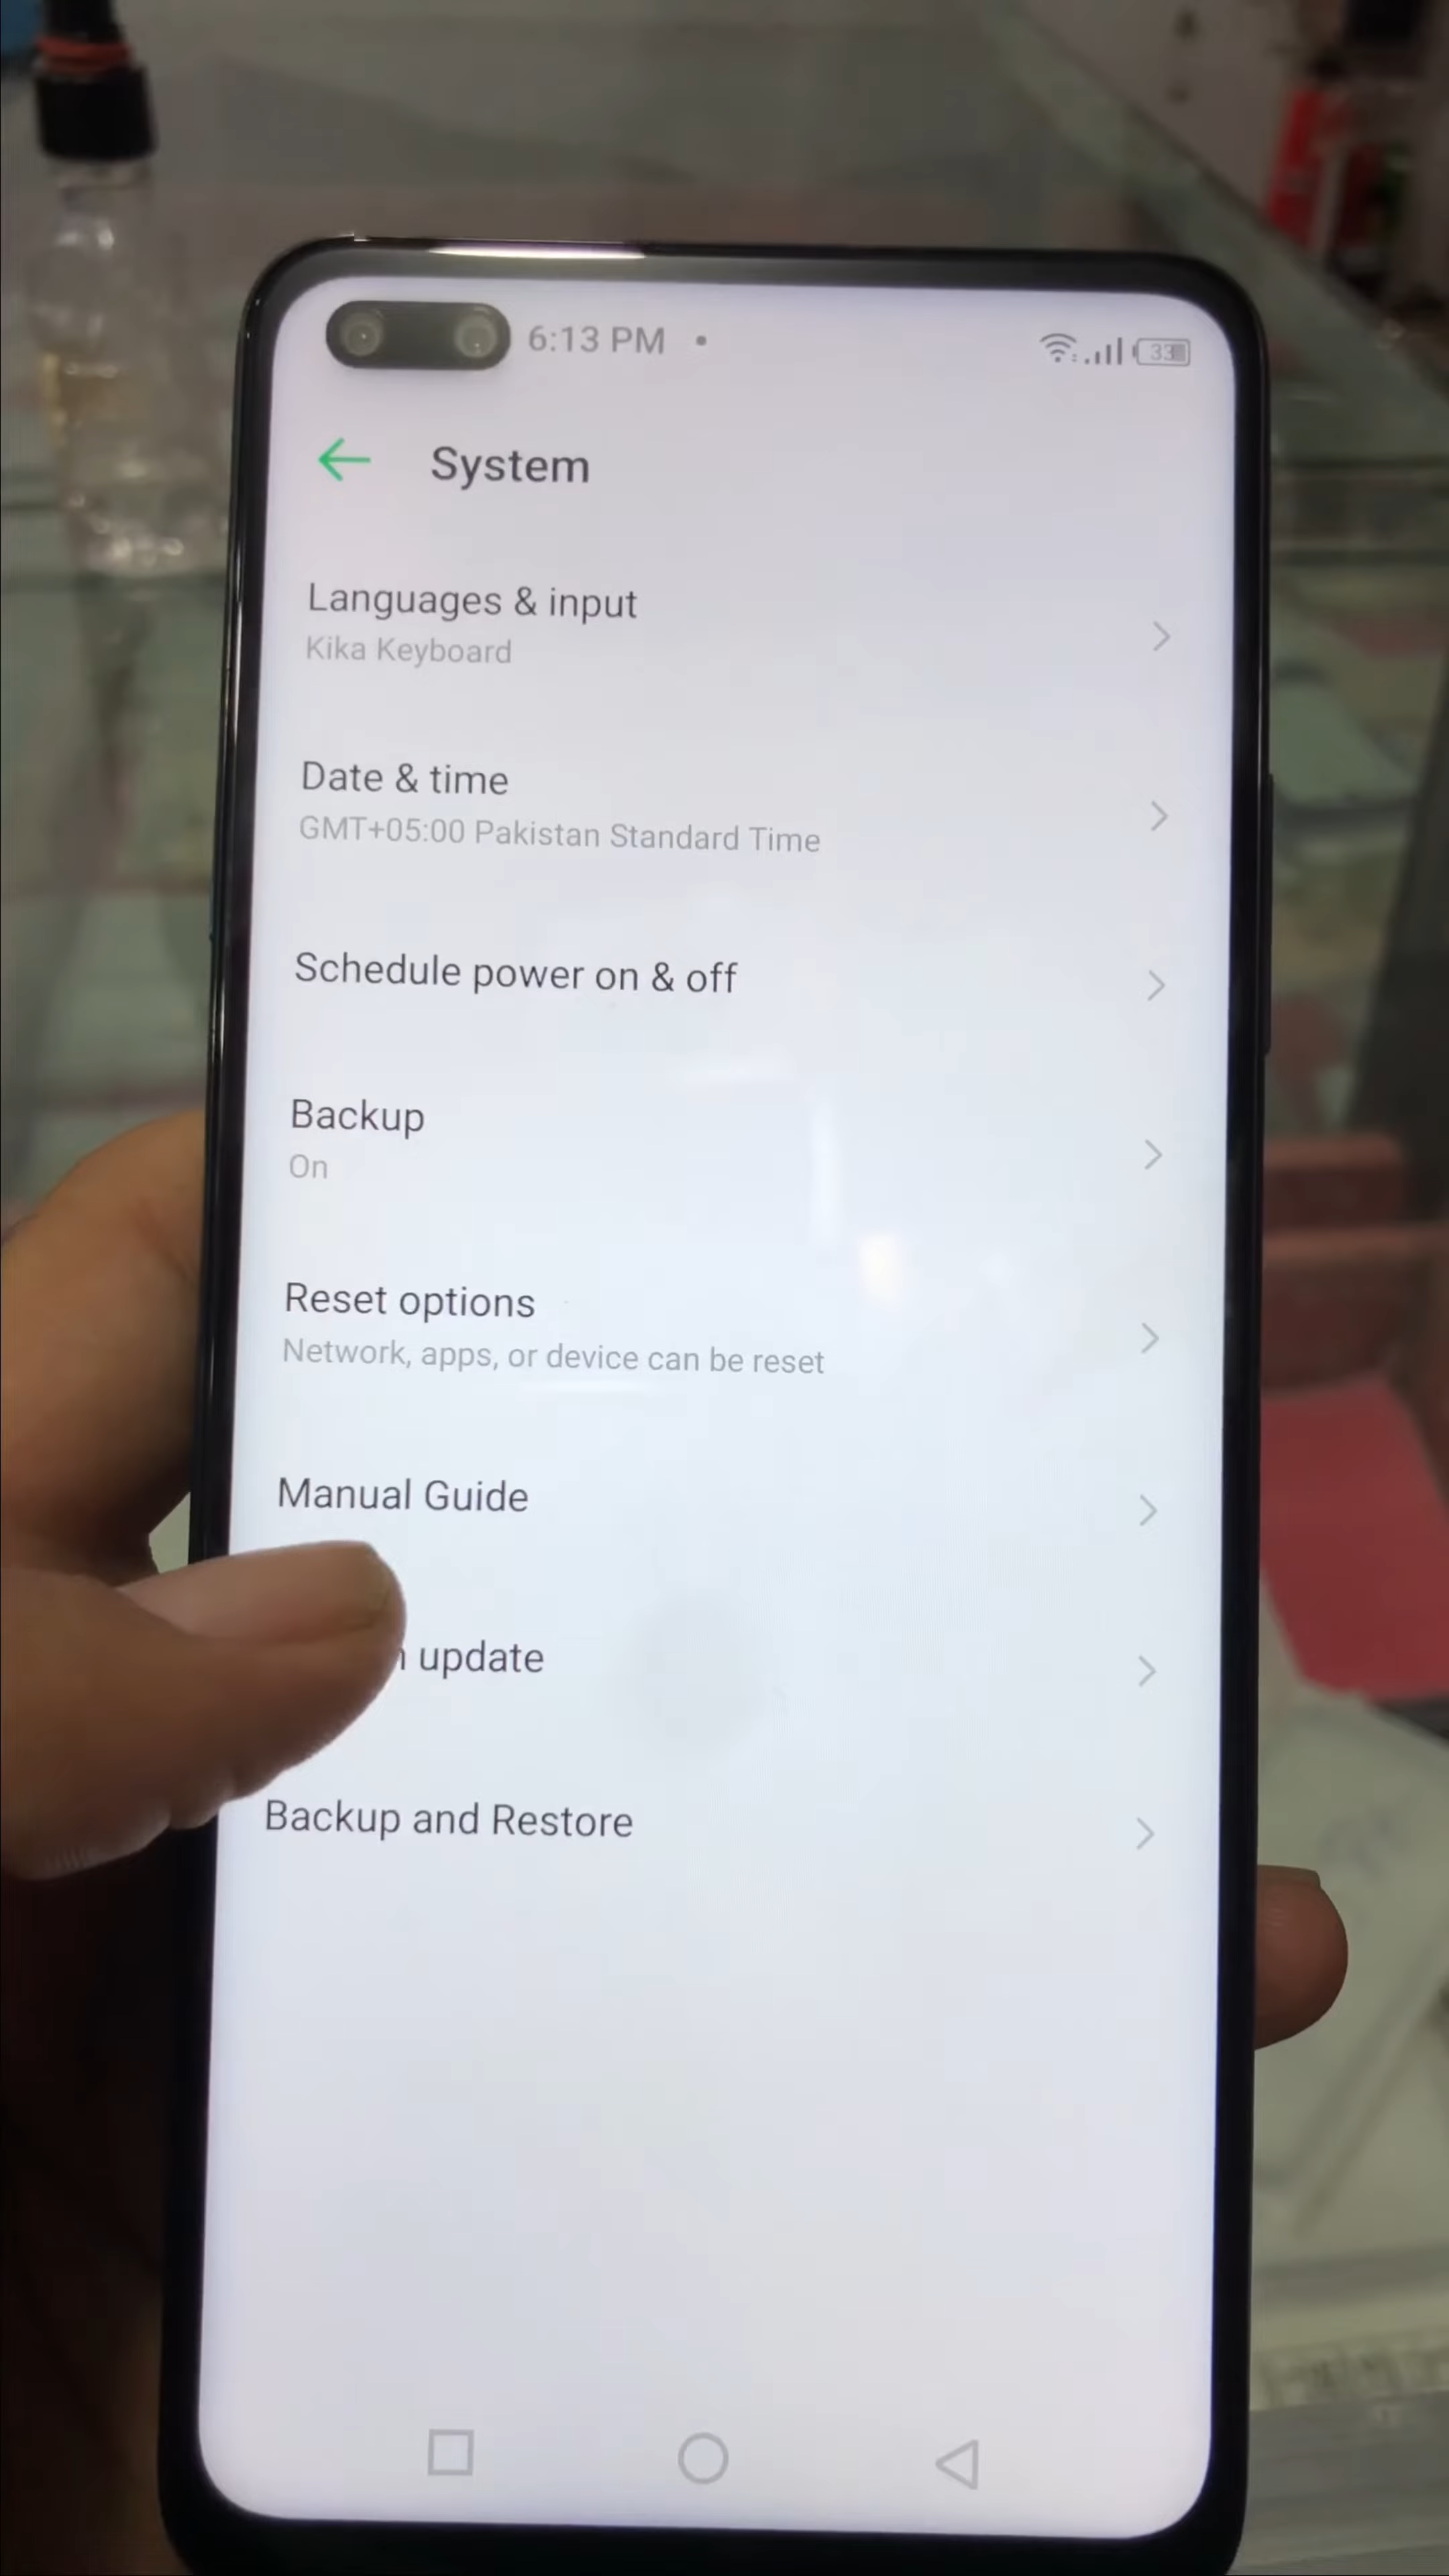 6:13 PM
33
System
Languages & input
Kika Keyboard
Date & time
GMT+05:00 Pakistan Standard Time
Schedule power on & off
Backup
On
Reset options
Network, apps, or device can be reset
Manual Guide
update
Backup and Restore